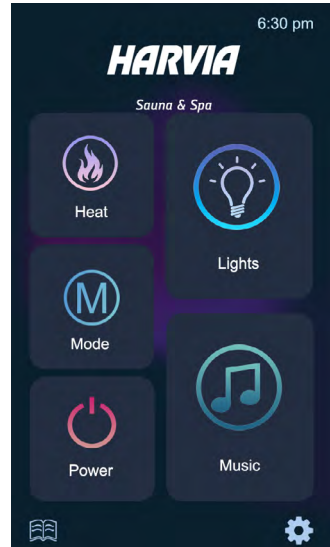 6:30 pm
HARVIA
Sauna & Spa
Heat
Lights
M
Mode
Power
Music